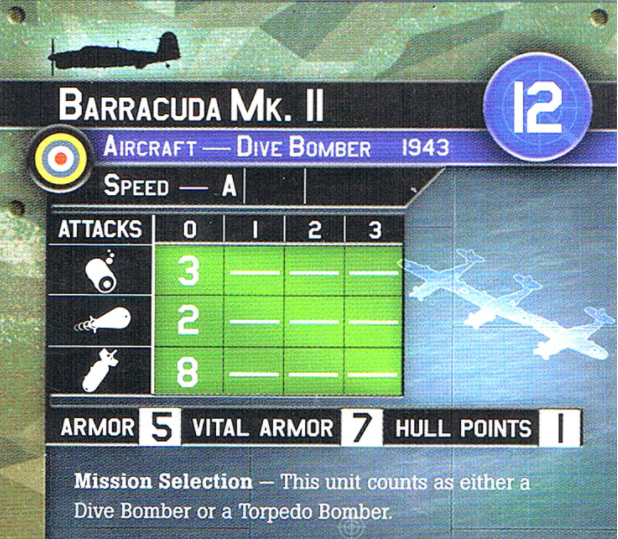 Barracuda Mk. II
12
Aircraft — Dive Bomber 1943
Speed — A
ATTACKS 0 1 2 3
3 — — —
2 — — —
8 — — —
ARMOR 5 VITAL ARMOR 7 HULL POINTS 1
Mission Selection — This unit counts as either a
Dive Bomber or a Torpedo Bomber.